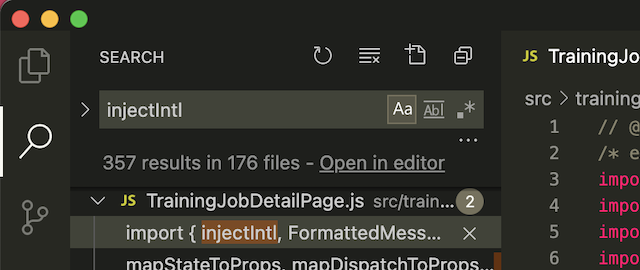 SEARCH
injectIntl
Aa
Abl
.*
357 results in 176 files - Open in editor
JS TrainingJobDetailPage.js src/train... 2
import { injectIntl, FormattedMess...
mapStateToProps, mapDispatchToProps...
JS TrainingJo
src > training
1 // @
2 /* e
3 impo
4 impo
5 impo
6 impo